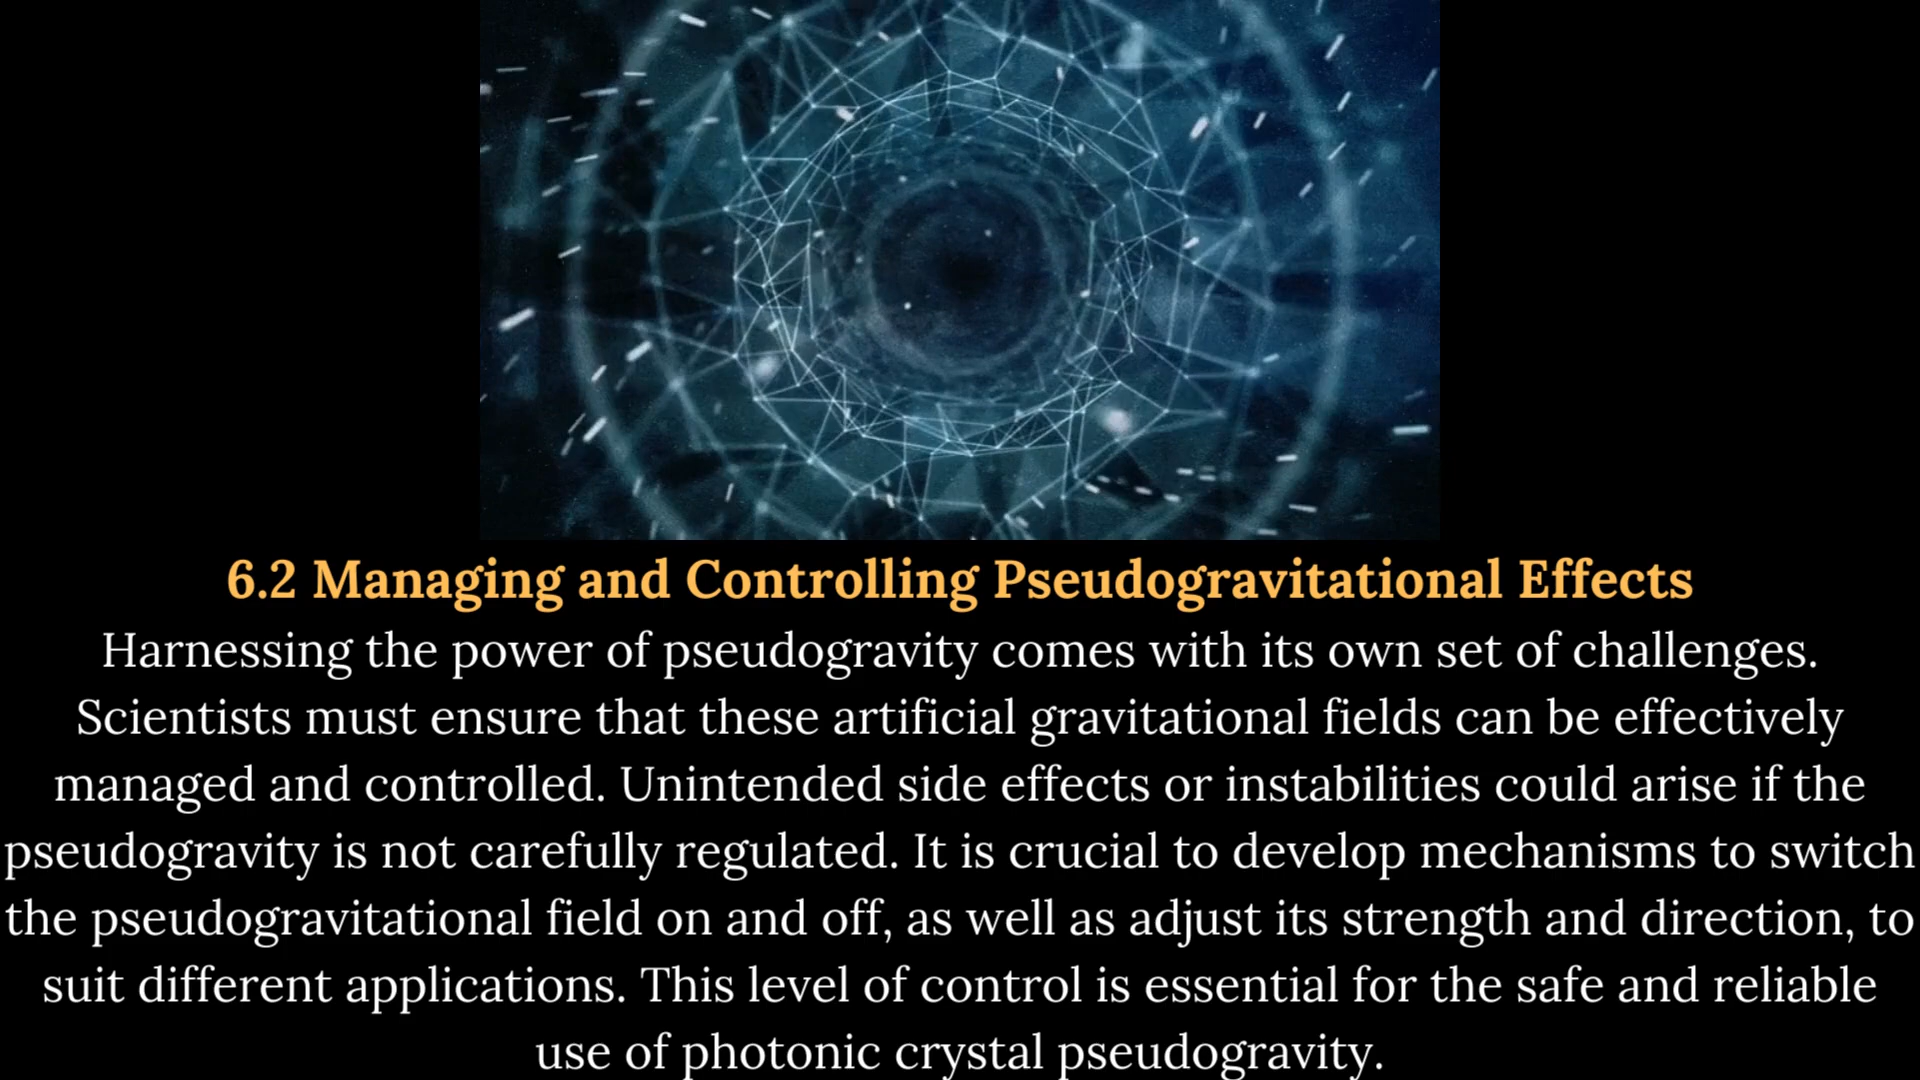 6.2 Managing and Controlling Pseudogravitational Effects
Harnessing the power of pseudogravity comes with its own set of challenges.
Scientists must ensure that these artificial gravitational fields can be effectively
managed and controlled. Unintended side effects or instabilities could arise if the
pseudogravity is not carefully regulated. It is crucial to develop mechanisms to switch
the pseudogravitational field on and off, as well as adjust its strength and direction, to
suit different applications. This level of control is essential for the safe and reliable
use of photonic crystal pseudogravity.